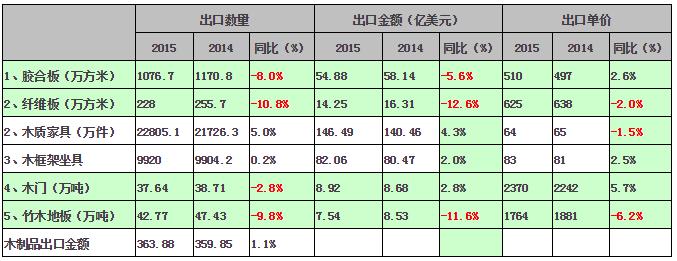 出口数量 出口金额（亿美元） 出口单价
2015 2014 同比（%） 2015 2014 同比（%） 2015 2014 同比（%）
1、胶合板（万方米） 1076.7 1170.8 -8.0% 54.88 58.14 -5.6% 510 497 2.6%
2、纤维板（万方米） 228 255.7 -10.8% 14.25 16.31 -12.6% 625 638 -2.0%
2、木质家具（万件） 22805.1 21726.3 5.0% 146.49 140.46 4.3% 64 65 -1.5%
3、木框架坐具 9920 9904.2 0.2% 82.06 80.47 2.0% 83 81 2.5%
4、木门（万吨） 37.64 38.71 -2.8% 8.92 8.68 2.8% 2370 2242 5.7%
5、竹木地板（万吨） 42.77 47.43 -9.8% 7.54 8.53 -11.6% 1764 1881 -6.2%
木制品出口金额 363.88 359.85 1.1%